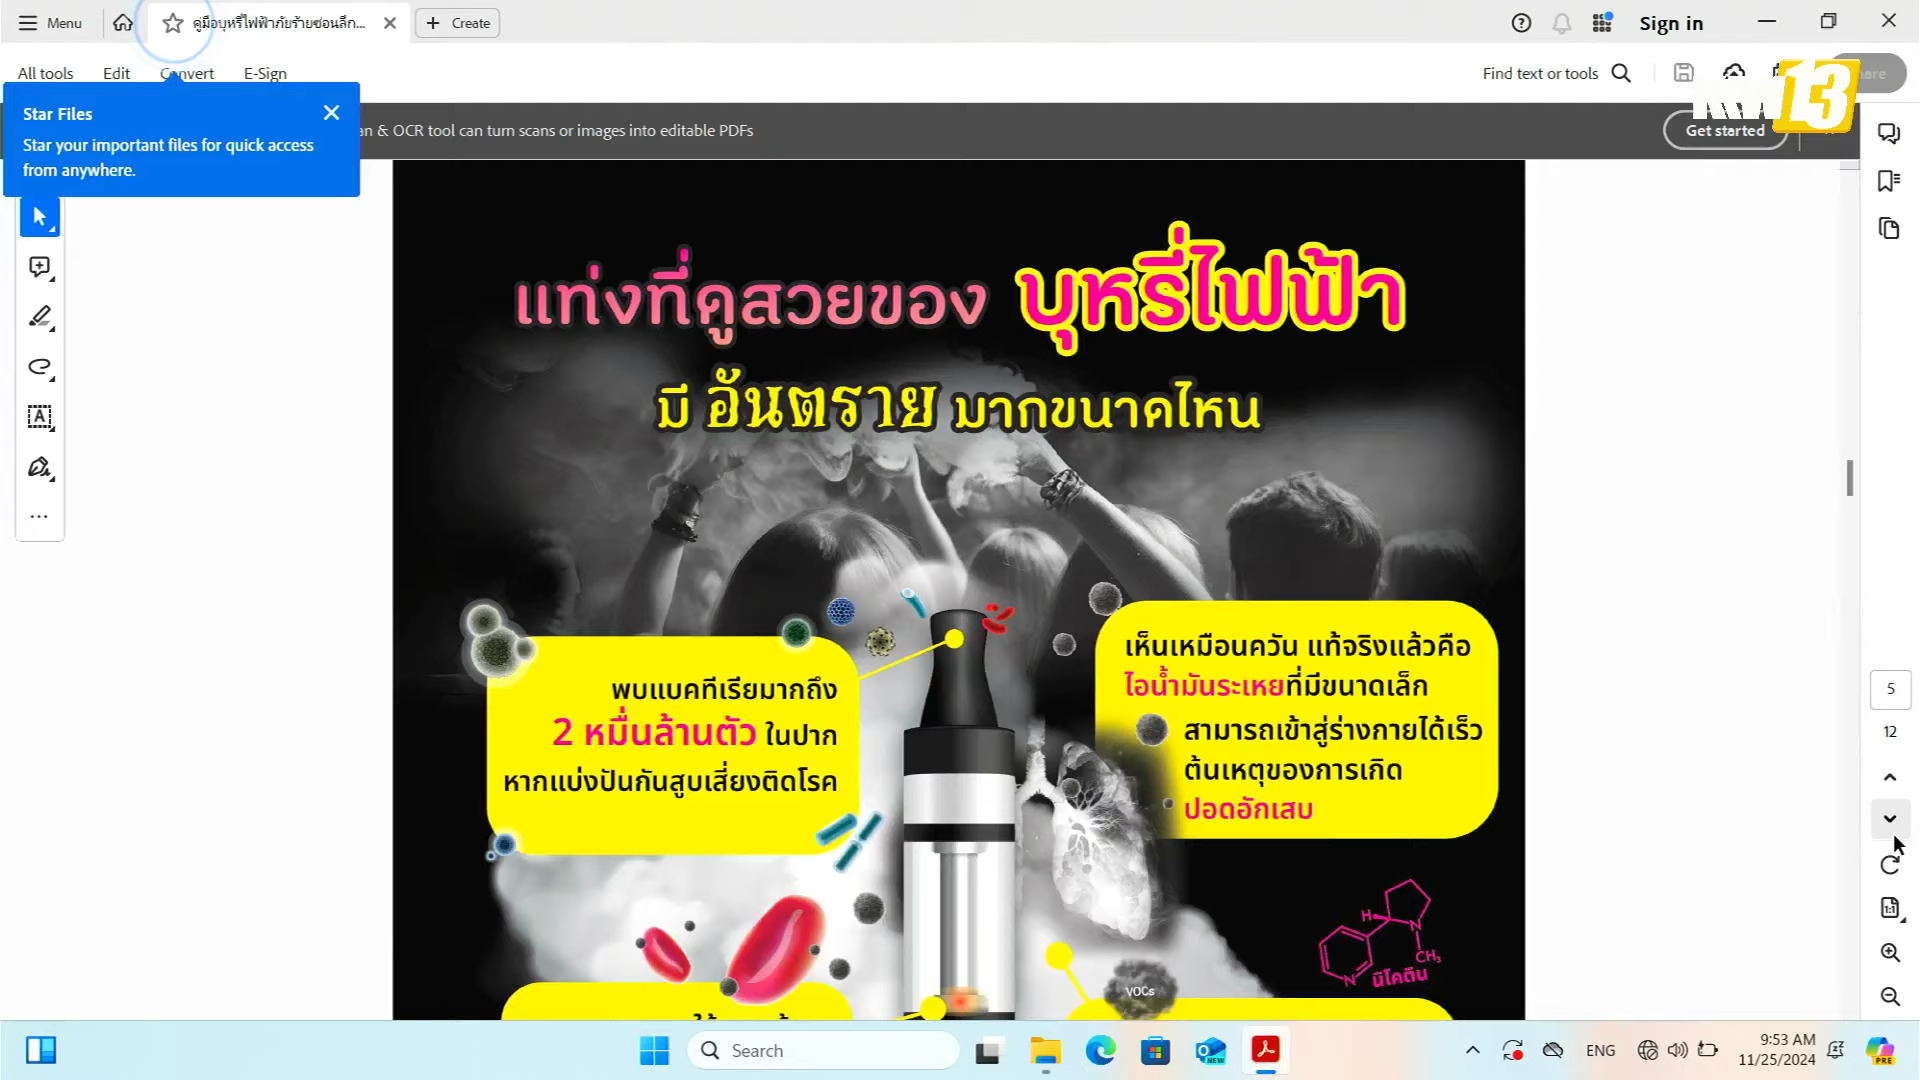 Menu
คู่มือบุหรี่ไฟฟ้าภัยร้ายซ่อนลึก...
Create
Sign in
All tools
Edit
Convert
E-Sign
Find text or tools
Star Files
Star your important files for quick access
from anywhere.
& OCR tool can turn scans or images into editable PDFs
Get started
13
แท่งที่ดูสวยของ บุหรี่ไฟฟ้า
มี อันตราย มากขนาดไหน
พบแบคทีเรียมากถึง
2 หมื่นล้านตัว ในปาก
หากแบ่งปันกันสูบเสี่ยงติดโรค
เห็นเหมือนควัน แท้จริงแล้วคือ
ไอน้ำมันระเหยที่มีขนาดเล็ก
สามารถเข้าสู่ร่างกายได้เร็ว
ต้นเหตุของการเกิด
ปอดอักเสบ
H
N
N
CH3
นิโคตีน
VOCs
5
12
1:1
Search
NEW
ENG
9:53 AM
11/25/2024
PRE